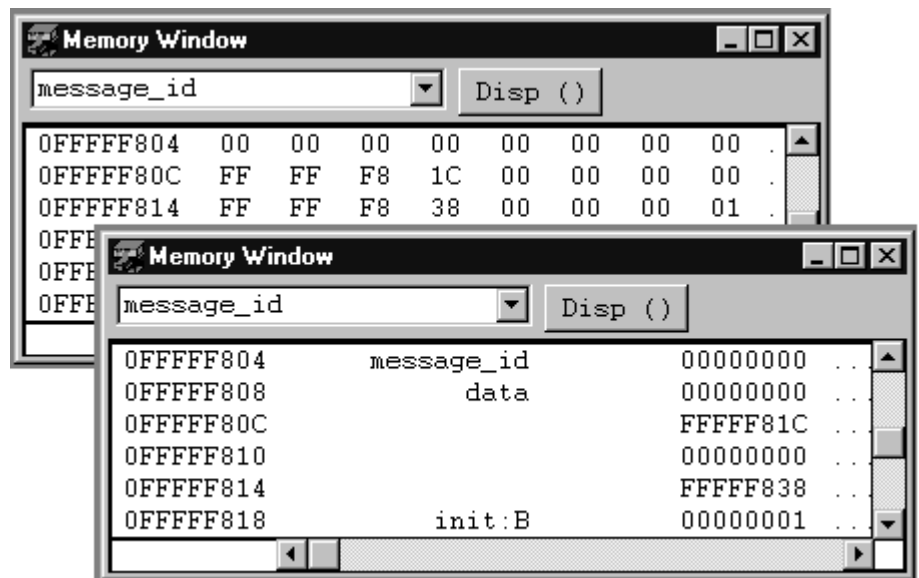 Memory Window
message_id Disp ()
0FFFFF804 00 00 00 00 00 00 00 00 .
0FFFFF80C FF FF F8 1C 00 00 00 00 .
0FFFFF814 FF FF F8 38 00 00 00 01 .
Memory Window
message_id Disp ()
0FFFFF804 message_id 00000000 ...
0FFFFF808 data 00000000 ...
0FFFFF80C FFFFF81C ...
0FFFFF810 00000000 ...
0FFFFF814 FFFFF838 ...
0FFFFF818 init:B 00000001 ...